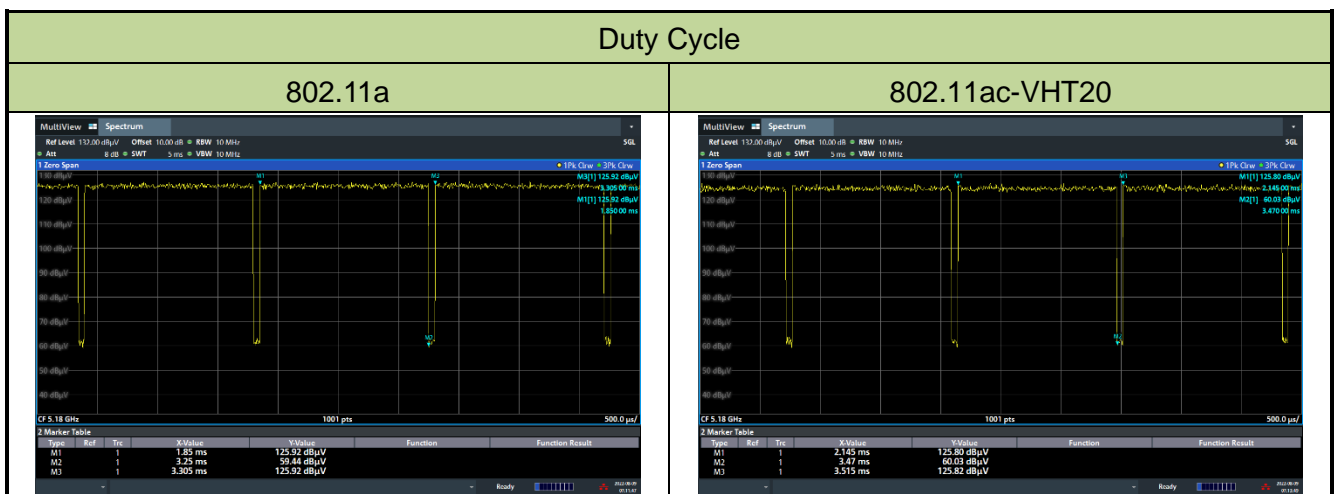 Duty Cycle
802.11a
802.11ac-VHT20
MultiView Spectrum
Ref Level 132.00 dBµV Offset 10.00 dB RBW 10 MHz SGL
Att 8 dB SWT 5 ms VBW 10 MHz
1 Zero Span 1Pk Clrw 3Pk Clrw
130 dBµV M1 M3 M3[1] 125.92 dBµV
3.305 00 ms
120 dBµV M1[1] 125.92 dBµV
1.850 00 ms
110 dBµV
100 dBµV
90 dBµV
80 dBµV
70 dBµV
M2
60 dBµV
50 dBµV
40 dBµV
CF 5.18 GHz 1001 pts 500.0 µs/
2 Marker Table
Type Ref Trc X-Value Y-Value Function Function Result
M1 1 1.85 ms 125.92 dBµV
M2 1 3.25 ms 59.44 dBµV
M3 1 3.305 ms 125.92 dBµV
Ready
MultiView Spectrum
Ref Level 132.00 dBµV Offset 10.00 dB RBW 10 MHz SGL
Att 8 dB SWT 5 ms VBW 10 MHz
1 Zero Span 1Pk Clrw 3Pk Clrw
130 dBµV M1 M3 M1[1] 125.80 dBµV
2.145 00 ms
120 dBµV M2[1] 60.03 dBµV
3.470 00 ms
110 dBµV
100 dBµV
90 dBµV
80 dBµV
70 dBµV
M2
60 dBµV
50 dBµV
40 dBµV
CF 5.18 GHz 1001 pts 500.0 µs/
2 Marker Table
Type Ref Trc X-Value Y-Value Function Function Result
M1 1 2.145 ms 125.80 dBµV
M2 1 3.47 ms 60.03 dBµV
M3 1 3.515 ms 125.82 dBµV
Ready